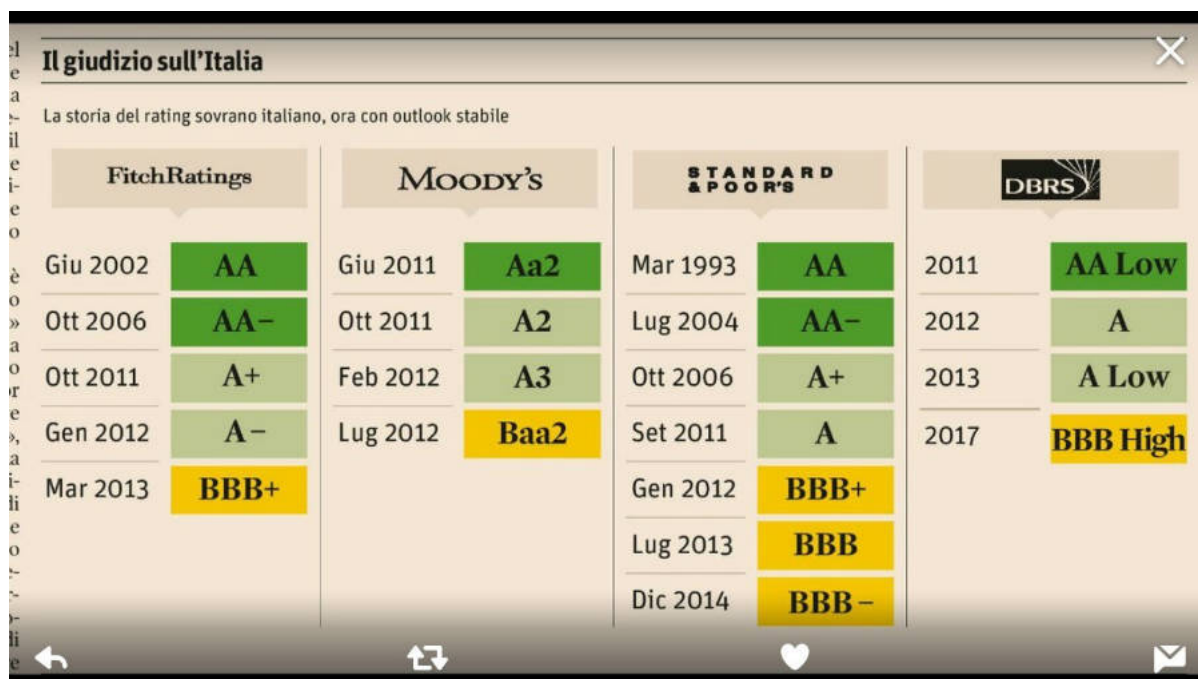 Il giudizio sull'Italia
La storia del rating sovrano italiano, ora con outlook stabile
FitchRatings
Giu 2002 AA
Ott 2006 AA-
Ott 2011 A+
Gen 2012 A-
Mar 2013 BBB+
MOODY'S
Giu 2011 Aa2
Ott 2011 A2
Feb 2012 A3
Lug 2012 Baa2
STANDARD
& POOR'S
Mar 1993 AA
Lug 2004 AA-
Ott 2006 A+
Set 2011 A
Gen 2012 BBB+
Lug 2013 BBB
Dic 2014 BBB-
DBRS
2011 AA Low
2012 A
2013 A Low
2017 BBB High